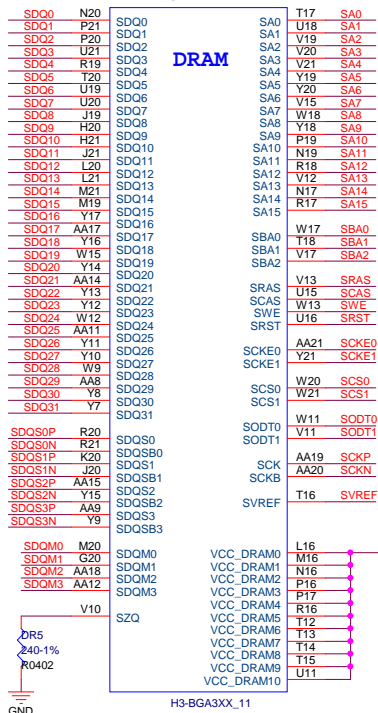 DRAM
SDQ0 N20 SDQ0
SDQ1 P21 SDQ1
SDQ2 P20 SDQ2
SDQ3 U21 SDQ3
SDQ4 R19 SDQ4
SDQ5 T20 SDQ5
SDQ6 U19 SDQ6
SDQ7 U20 SDQ7
SDQ8 J19 SDQ8
SDQ9 H20 SDQ9
SDQ10 H21 SDQ10
SDQ11 J21 SDQ11
SDQ12 L20 SDQ12
SDQ13 L21 SDQ13
SDQ14 M21 SDQ14
SDQ15 M19 SDQ15
SDQ16 Y17 SDQ16
SDQ17 AA17 SDQ17
SDQ18 Y16 SDQ18
SDQ19 W15 SDQ19
SDQ20 Y14 SDQ20
SDQ21 AA14 SDQ21
SDQ22 Y13 SDQ22
SDQ23 Y12 SDQ23
SDQ24 W12 SDQ24
SDQ25 AA11 SDQ25
SDQ26 Y11 SDQ26
SDQ27 Y10 SDQ27
SDQ28 W9 SDQ28
SDQ29 AA8 SDQ29
SDQ30 Y8 SDQ30
SDQ31 Y7 SDQ31
SDQS0P R20 SDQS0
SDQS0N R21 SDQSB0
SDQS1P K20 SDQS1
SDQS1N J20 SDQSB1
SDQS2P AA15 SDQS2
SDQS2N Y15 SDQSB2
SDQS3P AA9 SDQS3
SDQS3N Y9 SDQSB3
SDQM0 M20 SDQM0
SDQM1 G20 SDQM1
SDQM2 AA18 SDQM2
SDQM3 AA12 SDQM3
V10 SZQ
DR5
240-1%
R0402
GND
SA0 T17 SA0
SA1 U18 SA1
SA2 V19 SA2
SA3 V20 SA3
SA4 V21 SA4
SA5 Y19 SA5
SA6 Y20 SA6
SA7 V15 SA7
SA8 W18 SA8
SA9 Y18 SA9
SA10 P19 SA10
SA11 N19 SA11
SA12 R18 SA12
SA13 V12 SA13
SA14 N17 SA14
SA15 R17 SA15
SBA0 W17 SBA0
SBA1 T18 SBA1
SBA2 V17 SBA2
SRAS V13 SRAS
SCAS U15 SCAS
SWE W13 SWE
SRST U16 SRST
SCKE0 AA21 SCKE0
SCKE1 Y21 SCKE1
SCS0 W20 SCS0
SCS1 W21 SCS1
SODT0 W11 SODT0
SODT1 V11 SODT1
SCK AA19 SCKP
SCKB AA20 SCKN
SVREF T16 SVREF
VCC_DRAM0 L16
VCC_DRAM1 M16
VCC_DRAM2 N16
VCC_DRAM3 P16
VCC_DRAM4 P17
VCC_DRAM5 R16
VCC_DRAM6 T12
VCC_DRAM7 T13
VCC_DRAM8 T14
VCC_DRAM9 T15
VCC_DRAM10 U11
H3-BGA3XX_11